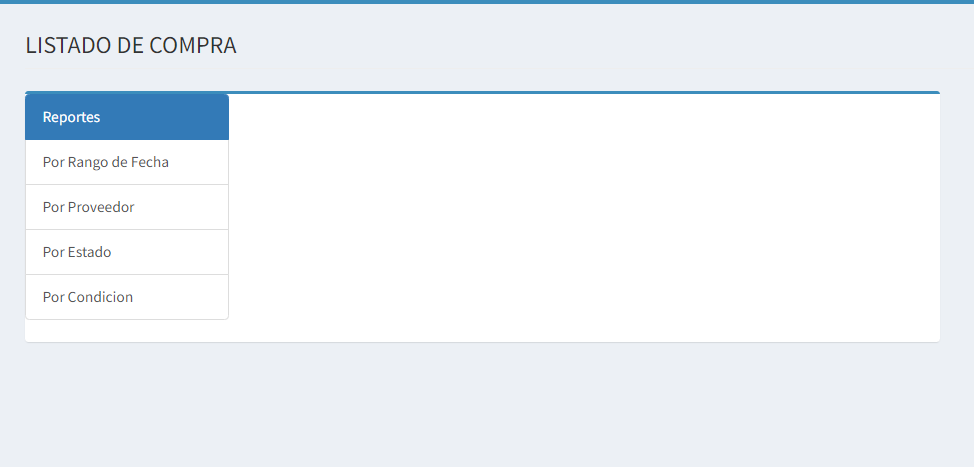 LISTADO DE COMPRA
Reportes
Por Rango de Fecha
Por Proveedor
Por Estado
Por Condicion